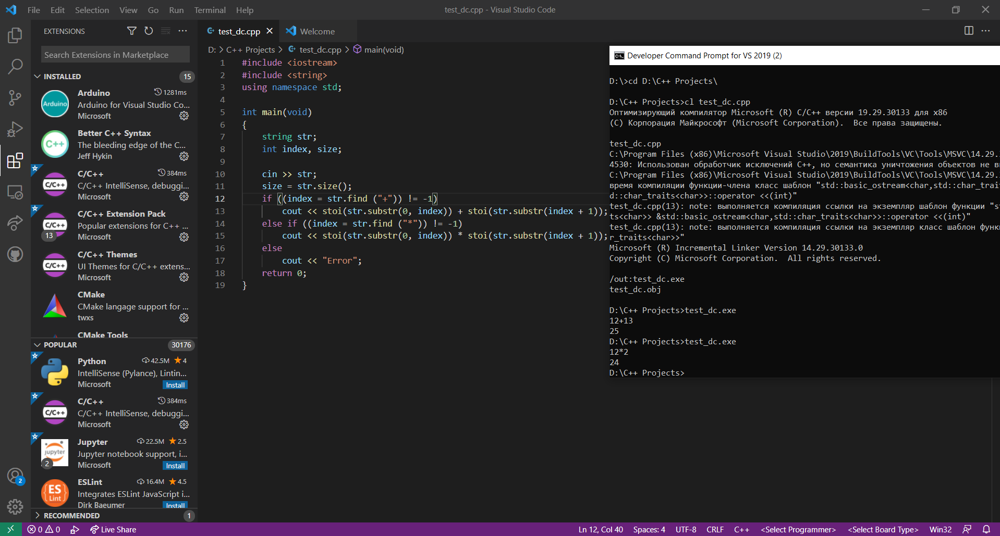 File Edit Selection View Go Run Terminal Help
test_dc.cpp - Visual Studio Code
EXTENSIONS
Search Extensions in Marketplace
INSTALLED 15
Arduino
Arduino 1281ms
Arduino for Visual Studio Co...
Microsoft
C++
Better C++ Syntax
The bleeding edge of the C...
Jeff Hykin
C/C++
C/C++ 384ms
C/C++ IntelliSense, debuggi...
Microsoft
C/C++
13
C/C++ Extension Pack
Popular extensions for C++ ...
Microsoft
C/C++
C/C++ Themes
UI Themes for C/C++ extens...
Microsoft
CMake
CMake langage support for ...
twxs
CMake Tools
POPULAR 30176
Python 42.5M 4
IntelliSense (Pylance), Lintin...
Microsoft Install
C/C++
C/C++ 384ms
C/C++ IntelliSense, debuggi...
Microsoft
jupyter
2
Jupyter 22.5M 2.5
Jupyter notebook support, i...
Microsoft Install
ES
Lint
ESLint 16.4M 4.5
Integrates ESLint JavaScript i...
Dirk Baeumer Install
RECOMMENDED 1
2
test_dc.cpp
Welcome
D: > C++ Projects > test_dc.cpp > main(void)
1 #include <iostream>
2 #include <string>
3 using namespace std;
4
5 int main(void)
6 {
7 string str;
8 int index, size;
9
10 cin >> str;
11 size = str.size();
12 if ((index = str.find ("+")) != -1)
13 cout << stoi(str.substr(0, index)) + stoi(str.substr(index + 1));
14 else if ((index = str.find ("*")) != -1)
15 cout << stoi(str.substr(0, index)) * stoi(str.substr(index + 1));
16 else
17 cout << "Error";
18 return 0;
19 }
Developer Command Prompt for VS 2019 (2)
D:\>cd D:\C++ Projects\
D:\C++ Projects>cl test_dc.cpp
Оптимизирующий компилятор Microsoft (R) C/C++ версии 19.29.30133 для x86
(C) Корпорация Майкрософт (Microsoft Corporation).  Все права защищены.
test_dc.cpp
C:\Program Files (x86)\Microsoft Visual Studio\2019\BuildTools\VC\Tools\MSVC\14.29.
4530: Использован обработчик исключений C++, но семантика уничтожения объектов не
C:\Program Files (x86)\Microsoft Visual Studio\2019\BuildTools\VC\Tools\MSVC\14.29.
время компиляции функции-члена класс шаблон "std::basic_ostream<char,std::char_trai
d::char_traits<char>>::operator <<(int)"
test_dc.cpp(13): note: выполняется компиляция ссылки на экземпляр шаблон функции "s
ts<char>> &std::basic_ostream<char,std::char_traits<char>>::operator <<(int)"
test_dc.cpp(13): note: выполняется компиляция ссылки на экземпляр класс шаблон функ
r_traits<char>>"
Microsoft (R) Incremental Linker Version 14.29.30133.0
Copyright (C) Microsoft Corporation.  All rights reserved.
/out:test_dc.exe
test_dc.obj
D:\C++ Projects>test_dc.exe
12+13
25
D:\C++ Projects>test_dc.exe
12*2
24
D:\C++ Projects>
0 0 Live Share
Ln 12, Col 40 Spaces: 4 UTF-8 CRLF C++ <Select Programmer> <Select Board Type> Win32